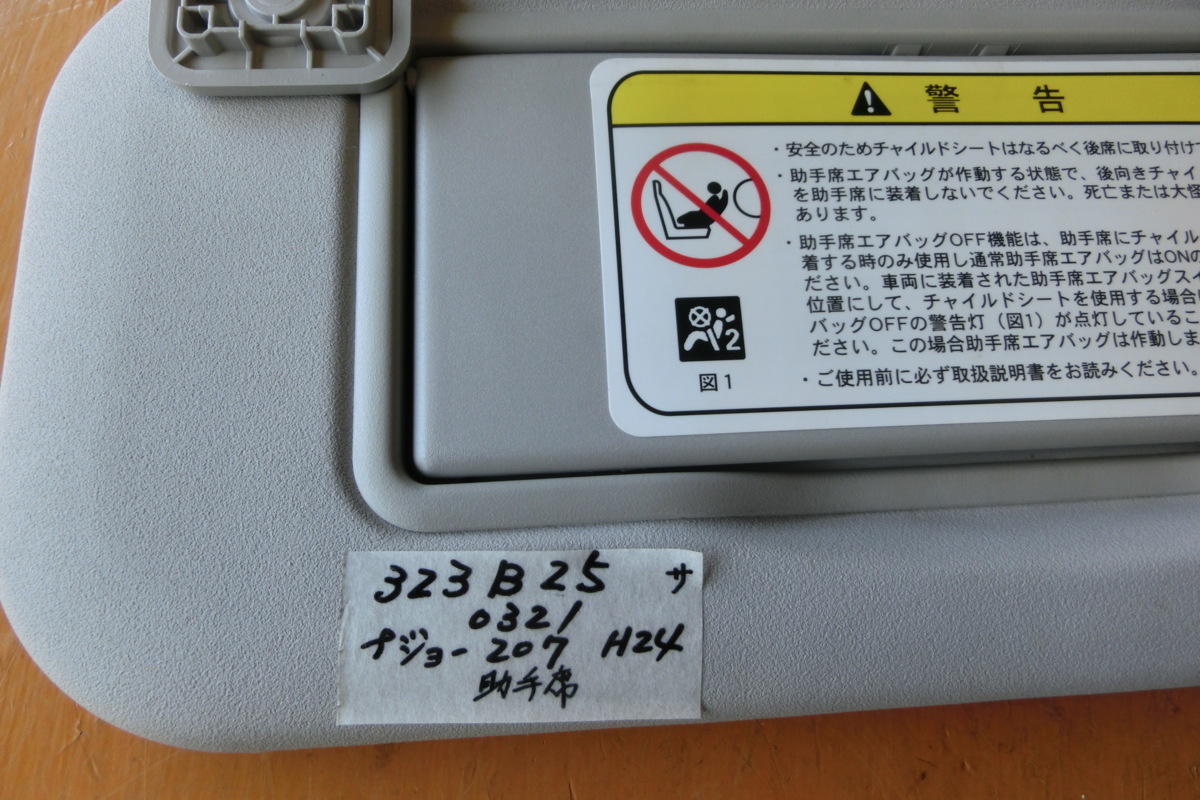 警告
・安全のためチャイルドシートはなるべく後席に取り付け
・助手席エアバッグが作動する状態で、後向きチャイ
を助手席に装着しないでください。死亡または大怪
あります。
・助手席エアバッグOFF機能は、助手席にチャイル
着する時のみ使用し通常助手席エアバッグはONの
ださい。車両に装着された助手席エアバッグスイ
位置にして、チャイルドシートを使用する場合
バッグOFFの警告灯（図1）が点灯しているこ
ださい。この場合助手席エアバッグは作動しま
・ご使用前に必ず取扱説明書をお読みください。
2
図1
323 B 25 サ
0321
プジョー 207 H24
助手席